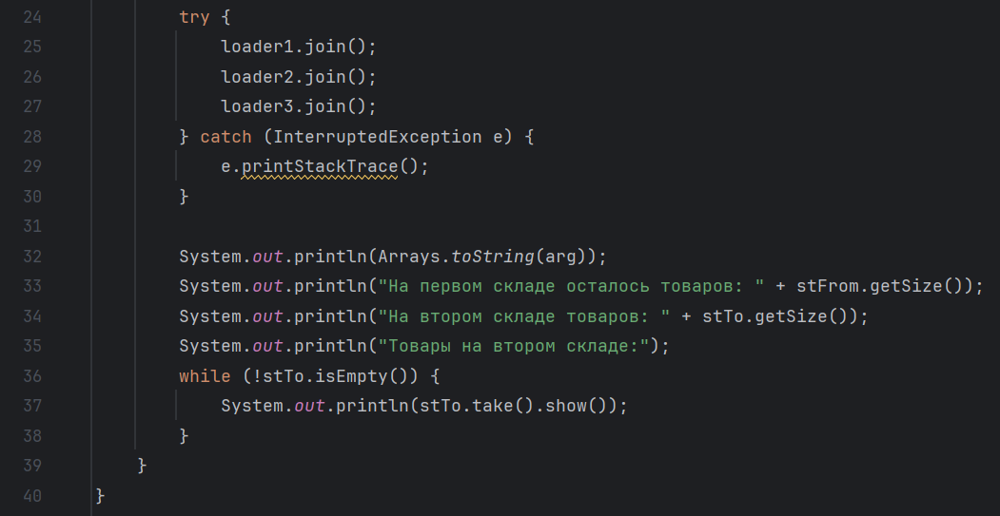 24 try {
25 loader1.join();
26 loader2.join();
27 loader3.join();
28 } catch (InterruptedException e) {
29 e.printStackTrace();
30 }
31
32 System.out.println(Arrays.toString(arg));
33 System.out.println("На первом складе осталось товаров: " + stFrom.getSize());
34 System.out.println("На втором складе товаров: " + stTo.getSize());
35 System.out.println("Товары на втором складе:");
36 while (!stTo.isEmpty()) {
37 System.out.println(stTo.take().show());
38 }
39 }
40 }